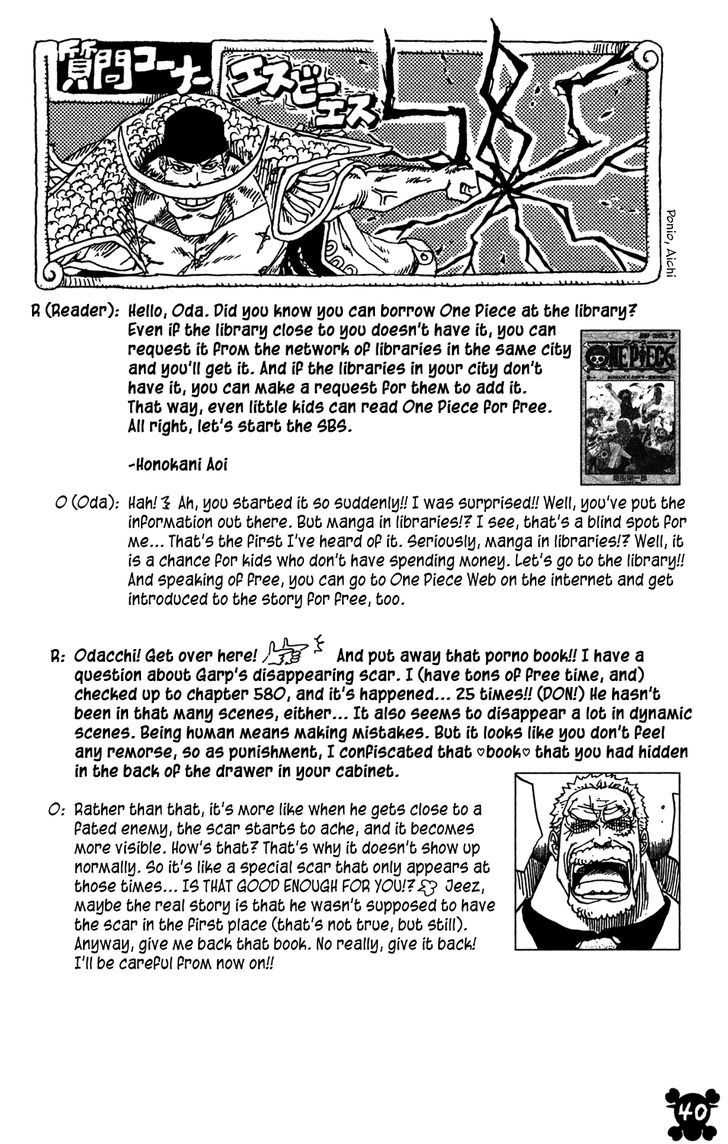 質問コーナー
エスビーエス
SBS
Ponio, Aichi
R (Reader): Hello, Oda. Did you know you can borrow One Piece at the library?
Even if the library close to you doesn't have it, you can
request it from the network of libraries in the same city
and you'll get it. And if the libraries in your city don't
have it, you can make a request for them to add it.
That way, even little kids can read One Piece for free.
All right, let's start the SBS.
-Honokani Aoi
ONE PIECE
O (Oda): Hah! Ah, you started it so suddenly!! I was surprised!! Well, you've put the
information out there. But manga in libraries!? I see, that's a blind spot for
me... That's the first I've heard of it. Seriously, manga in libraries!? Well, it
is a chance for kids who don't have spending money. Let's go to the library!!
And speaking of free, you can go to One Piece Web on the internet and get
introduced to the story for free, too.
R: Odacchi! Get over here! And put away that porno book!! I have a
question about Garp's disappearing scar. I (have tons of free time, and)
checked up to chapter 580, and it's happened... 25 times!! (DON!) He hasn't
been in that many scenes, either... It also seems to disappear a lot in dynamic
scenes. Being human means making mistakes. But it looks like you don't feel
any remorse, so as punishment, I confiscated that ♡book♡ that you had hidden
in the back of the drawer in your cabinet.
O: Rather than that, it's more like when he gets close to a
fated enemy, the scar starts to ache, and it becomes
more visible. How's that? That's why it doesn't show up
normally. So it's like a special scar that only appears at
those times... IS THAT GOOD ENOUGH FOR YOU!? Jeez,
maybe the real story is that he wasn't supposed to have
the scar in the first place (that's not true, but still).
Anyway, give me back that book. No really, give it back!
I'll be careful from now on!!
40